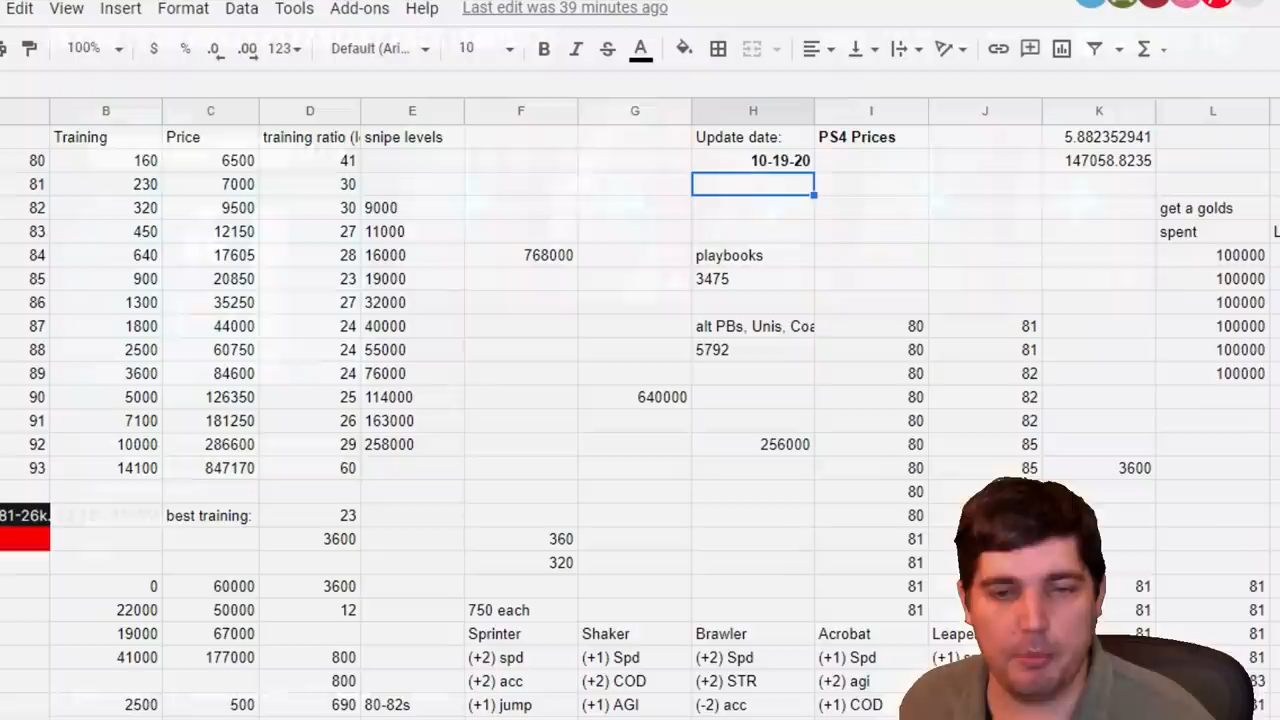 Edit View Insert Format Data Tools Add-ons Help Last edit was 39 minutes ago
100% $ % .0 .00 123 Default (Ari... 10 B I S A
B C D E F G H I J K L
Training Price training ratio (l snipe levels Update date: PS4 Prices 5.882352941
80 160 6500 41 10-19-20 147058.8235
81 230 7000 30
82 320 9500 30 9000 get a golds
83 450 12150 27 11000 spent L
84 640 17605 28 16000 768000 playbooks 100000
85 900 20850 23 19000 3475 100000
86 1300 35250 27 32000 100000
87 1800 44000 24 40000 alt PBs, Unis, Coa 80 81 100000
88 2500 60750 24 55000 5792 80 81 100000
89 3600 84600 24 76000 80 82 100000
90 5000 126350 25 114000 640000 80 82
91 7100 181250 26 163000 80 82
92 10000 286600 29 258000 256000 80 85
93 14100 847170 60 80 85 3600
80
81-26k. best training: 23 80
3600 360 81
320 81
0 60000 3600 81 81 81
22000 50000 12 750 each 81 81 81
19000 67000 Sprinter Shaker Brawler Acrobat Leape 81 81
41000 177000 800 (+2) spd (+1) Spd (+2) Spd (+1) Spd (+1) 81
800 (+2) acc (+2) COD (+2) STR (+2) agi 83
2500 500 690 80-82s (+1) jump (+1) AGI (-2) acc (+1) COD 81